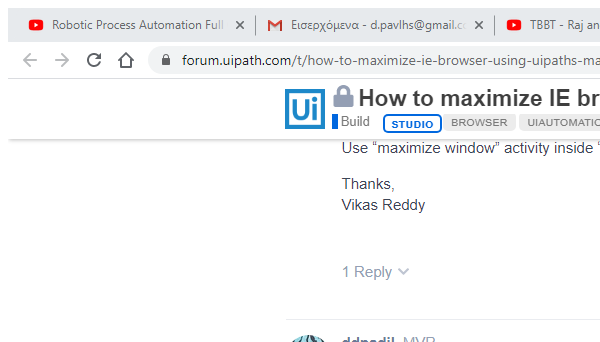 Robotic Process Automation Full
Εισερχόμενα - d.pavlhs@gmail.c
TBBT - Raj an
forum.uipath.com/t/how-to-maximize-ie-browser-using-uipaths-ma
Ui
How to maximize IE br
Build STUDIO BROWSER UIAUTOMATIO
Use “maximize window” activity inside “
Thanks,
Vikas Reddy
1 Reply
MVP